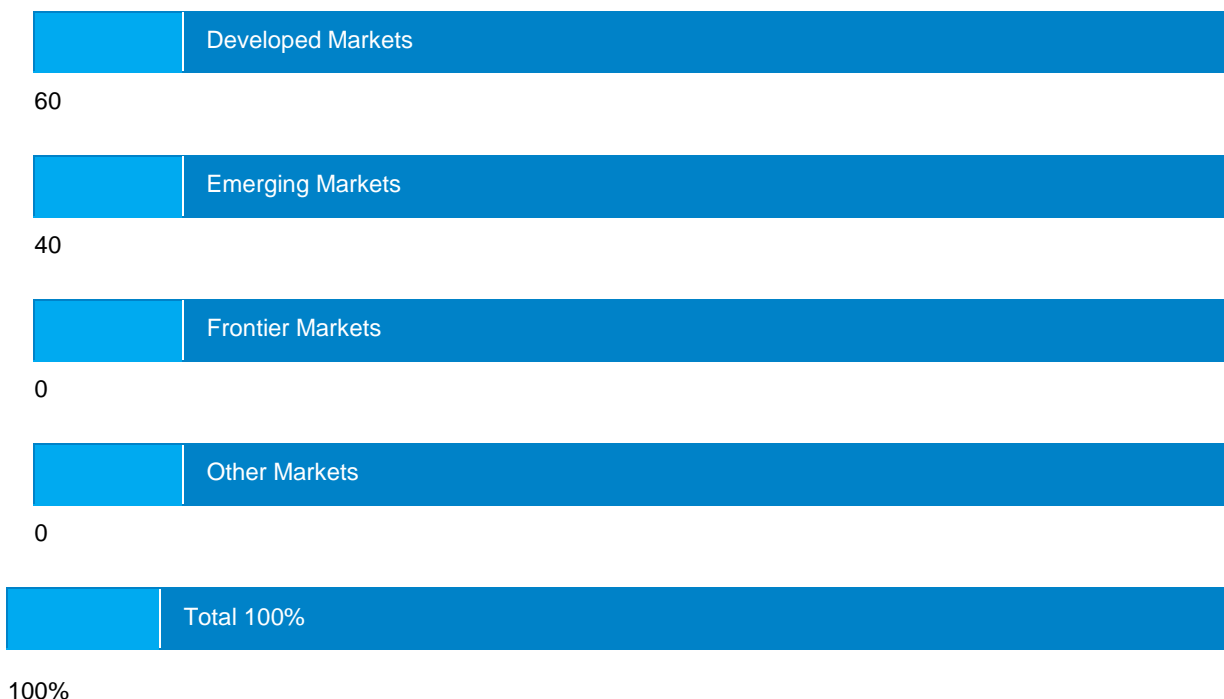 Developed Markets
60
Emerging Markets
40
Frontier Markets
0
Other Markets
0
Total 100%
100%